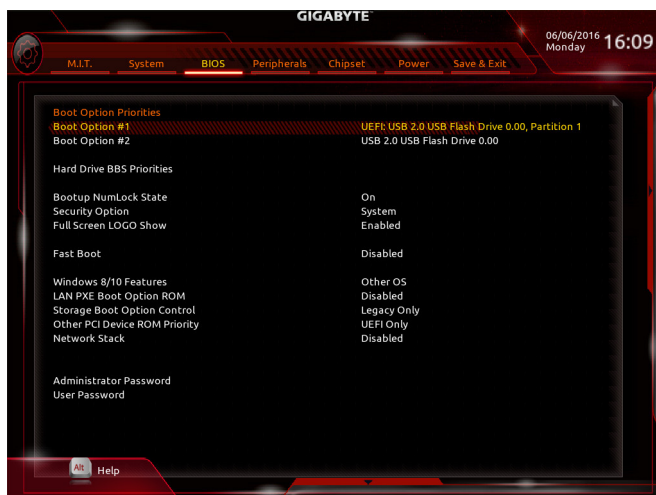 GIGABYTE™
06/06/2016 Monday 16:09
M.I.T. System BIOS Peripherals Chipset Power Save & Exit
Boot Option Priorities
Boot Option #1 UEFI: USB 2.0 USB Flash Drive 0.00, Partition 1
Boot Option #2 USB 2.0 USB Flash Drive 0.00
Hard Drive BBS Priorities
Bootup NumLock State On
Security Option System
Full Screen LOGO Show Enabled
Fast Boot Disabled
Windows 8/10 Features Other OS
LAN PXE Boot Option ROM Disabled
Storage Boot Option Control Legacy Only
Other PCI Device ROM Priority UEFI Only
Network Stack Disabled
Administrator Password
User Password
Alt Help